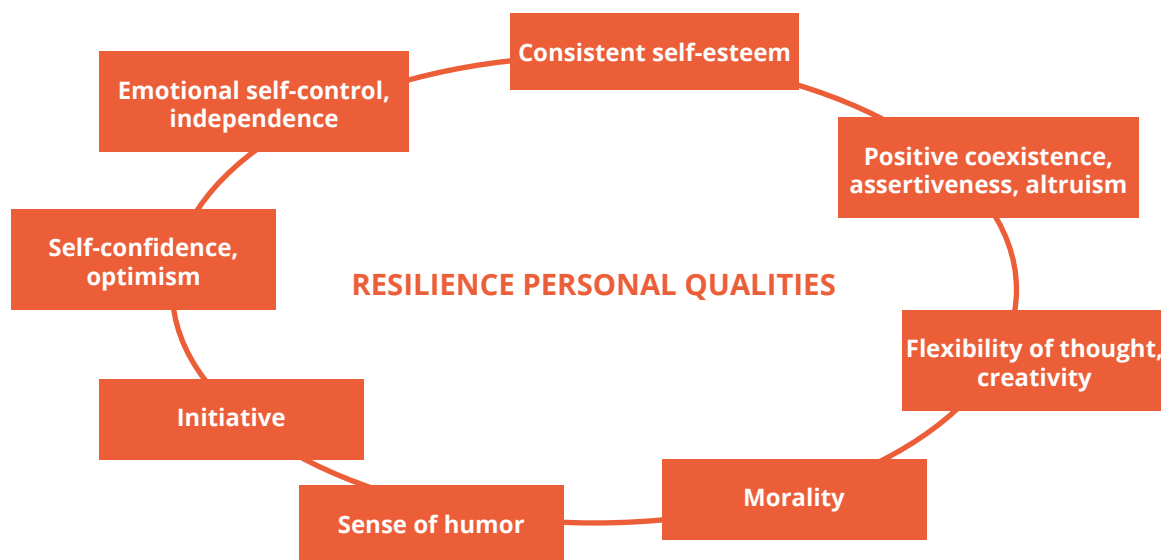 Consistent self-esteem
Emotional self-control,
independence
Positive coexistence,
assertiveness, altruism
Self-confidence,
optimism
RESILIENCE PERSONAL QUALITIES
Flexibility of thought,
creativity
Initiative
Morality
Sense of humor